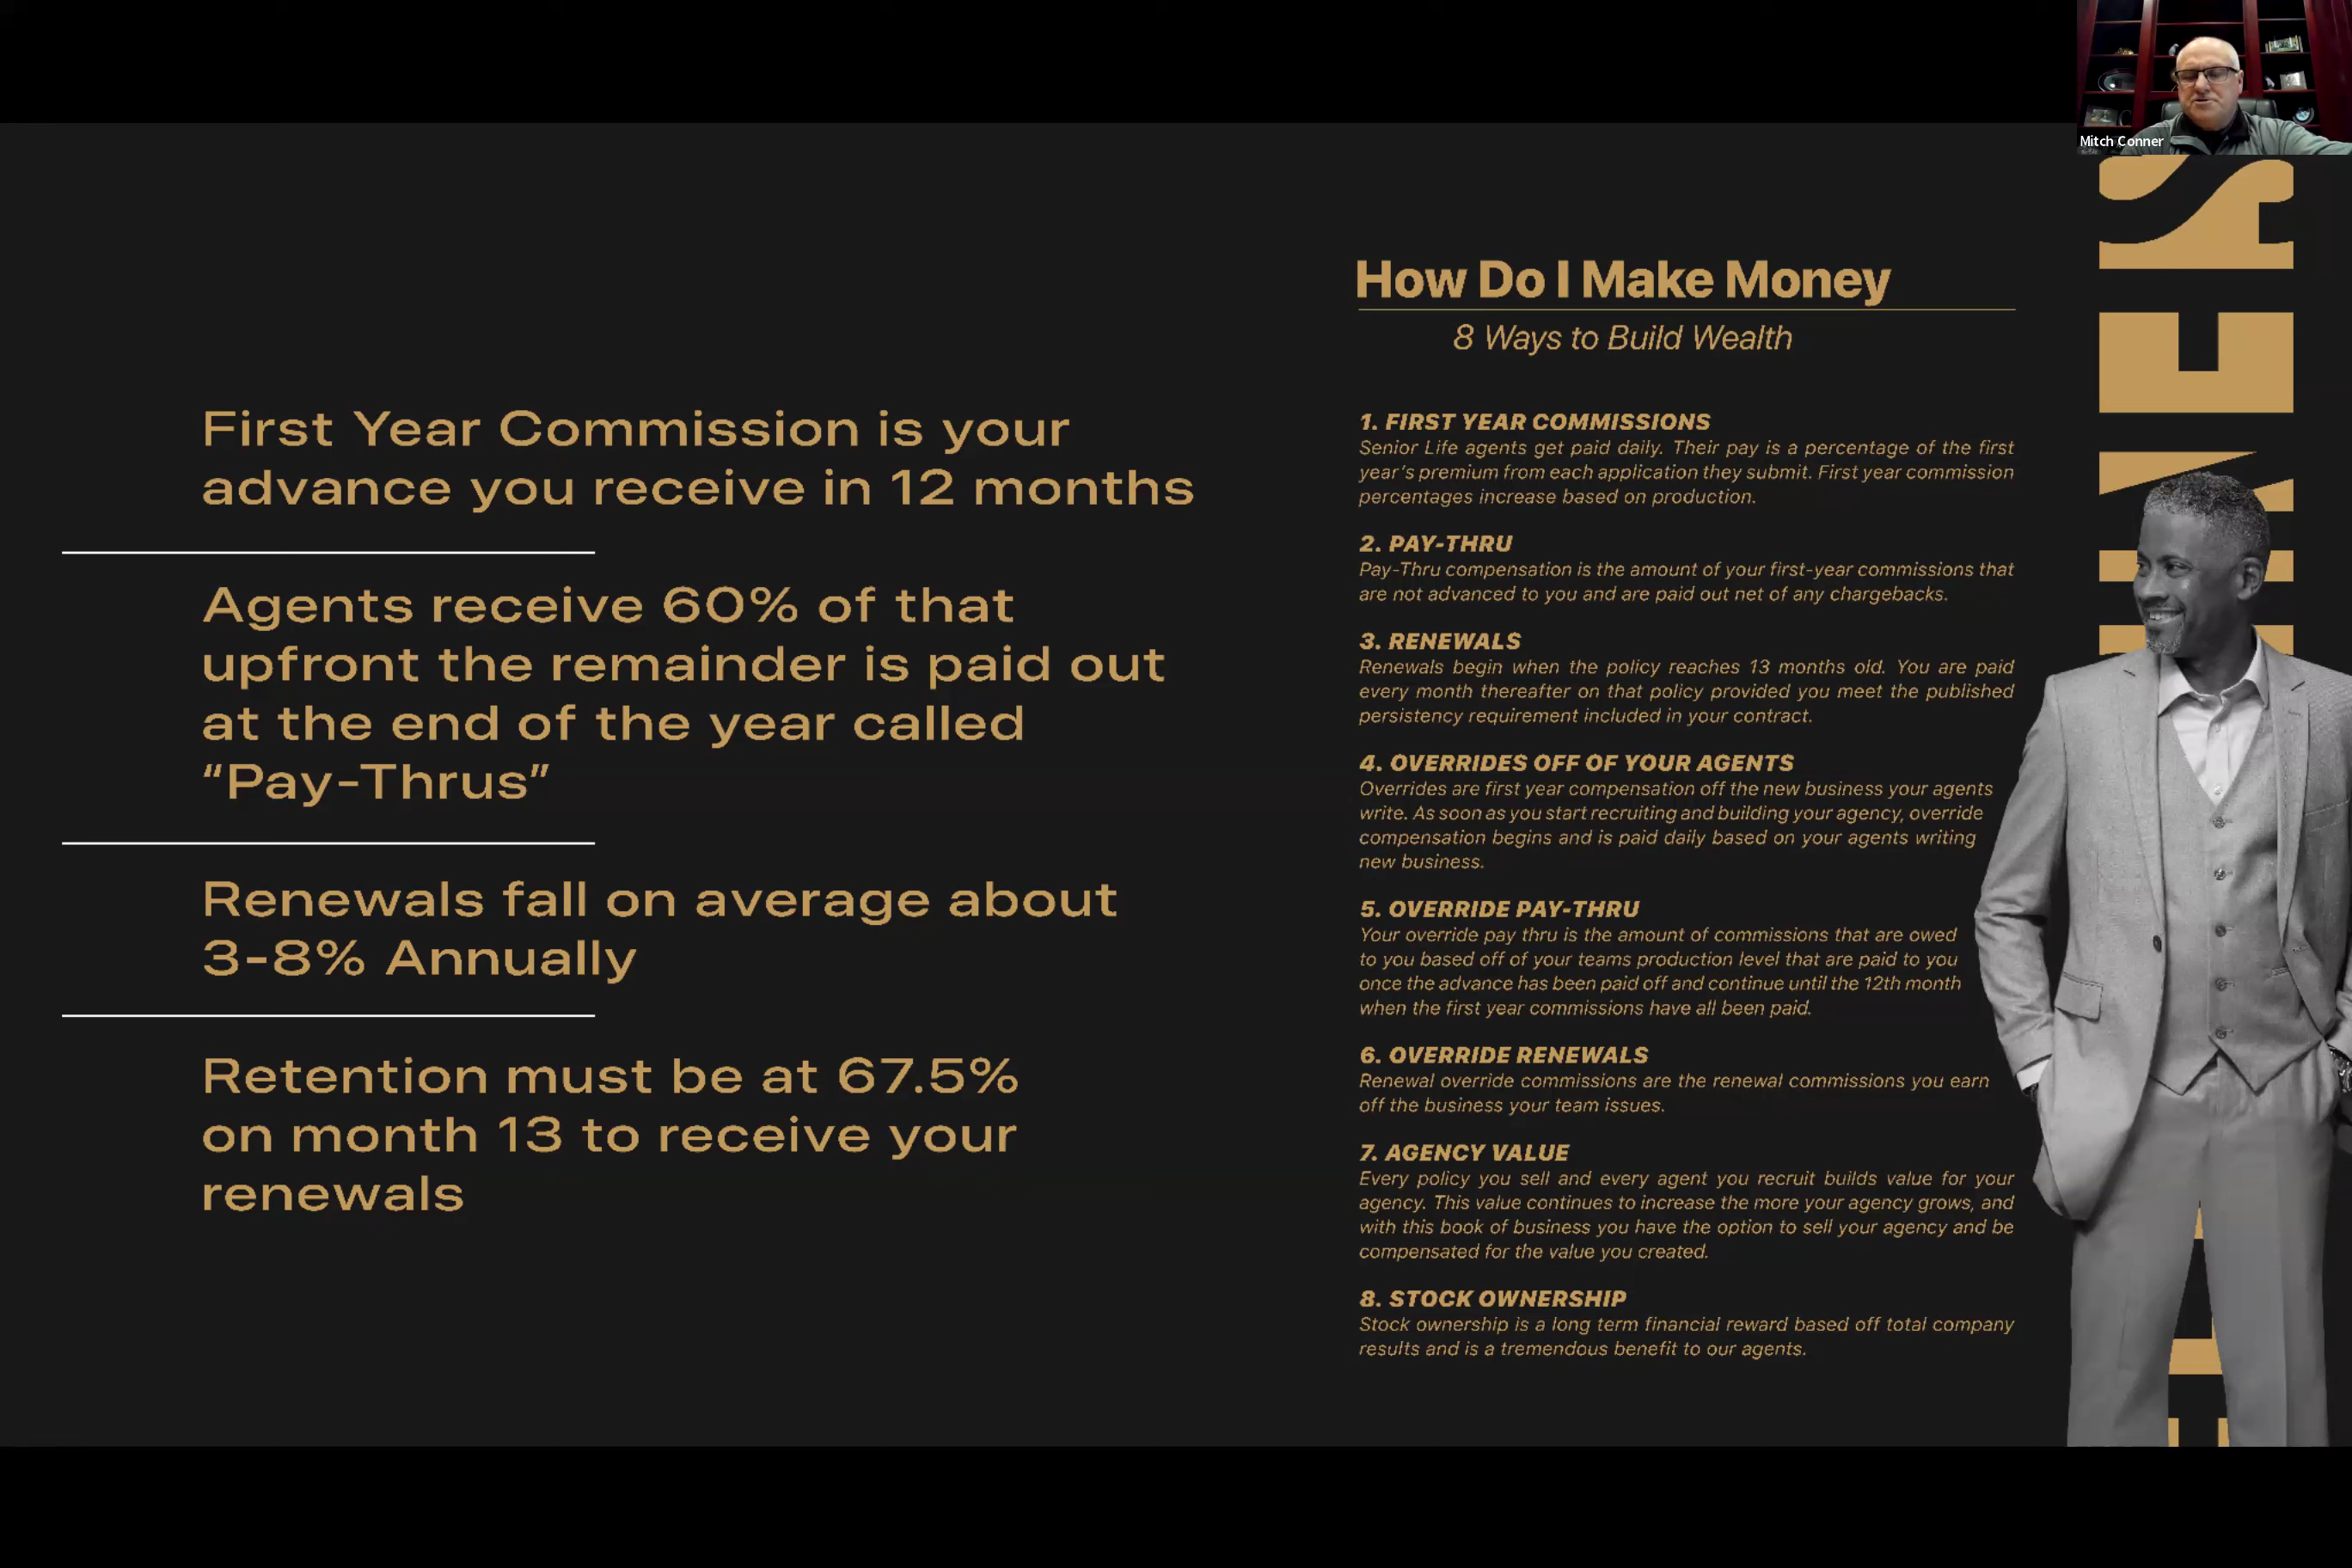 Mitch Conner
First Year Commission is your
advance you receive in 12 months
Agents receive 60% of that
upfront the remainder is paid out
at the end of the year called
“Pay-Thrus”
Renewals fall on average about
3-8% Annually
Retention must be at 67.5%
on month 13 to receive your
renewals
How Do I Make Money
8 Ways to Build Wealth
1. FIRST YEAR COMMISSIONS
Senior Life agents get paid daily. Their pay is a percentage of the first
year's premium from each application they submit. First year commission
percentages increase based on production.
2. PAY-THRU
Pay-Thru compensation is the amount of your first-year commissions that
are not advanced to you and are paid out net of any chargebacks.
3. RENEWALS
Renewals begin when the policy reaches 13 months old. You are paid
every month thereafter on that policy provided you meet the published
persistency requirement included in your contract.
4. OVERRIDES OFF OF YOUR AGENTS
Overrides are first year compensation off the new business your agents
write. As soon as you start recruiting and building your agency, override
compensation begins and is paid daily based on your agents writing
new business.
5. OVERRIDE PAY-THRU
Your override pay thru is the amount of commissions that are owed
to you based off of your teams production level that are paid to you
once the advance has been paid off and continue until the 12th month
when the first year commissions have all been paid.
6. OVERRIDE RENEWALS
Renewal override commissions are the renewal commissions you earn
off the business your team issues.
7. AGENCY VALUE
Every policy you sell and every agent you recruit builds value for your
agency. This value continues to increase the more your agency grows, and
with this book of business you have the option to sell your agency and be
compensated for the value you created.
8. STOCK OWNERSHIP
Stock ownership is a long term financial reward based off total company
results and is a tremendous benefit to our agents.